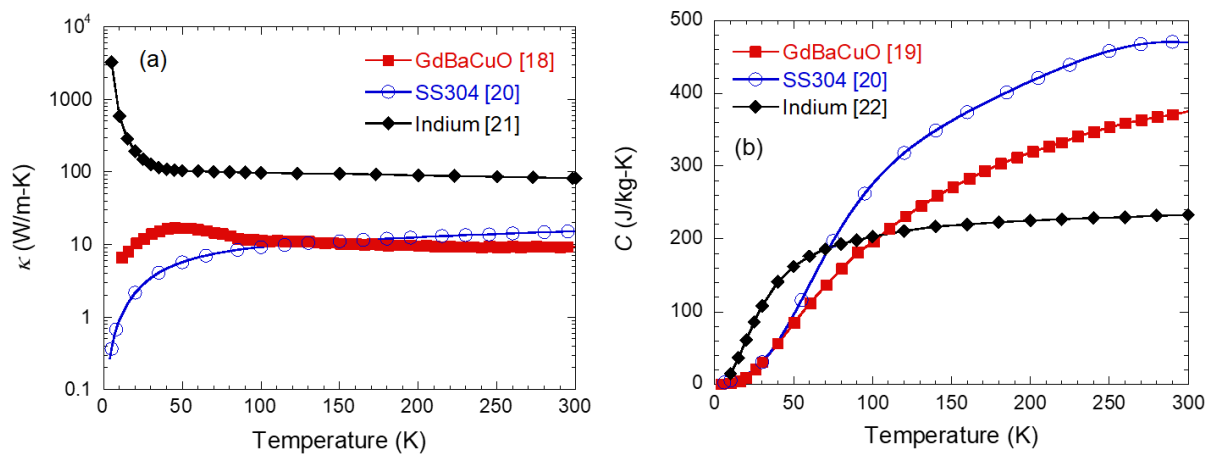 (a)
GdBaCuO [18]
SS304 [20]
Indium [21]
κ (W/m-K)
10⁴
1000
100
10
1
0.1
0 50 100 150 200 250 300
Temperature (K)
GdBaCuO [19]
SS304 [20]
Indium [22]
(b)
C (J/kg-K)
500
400
300
200
100
0
0 50 100 150 200 250 300
Temperature (K)